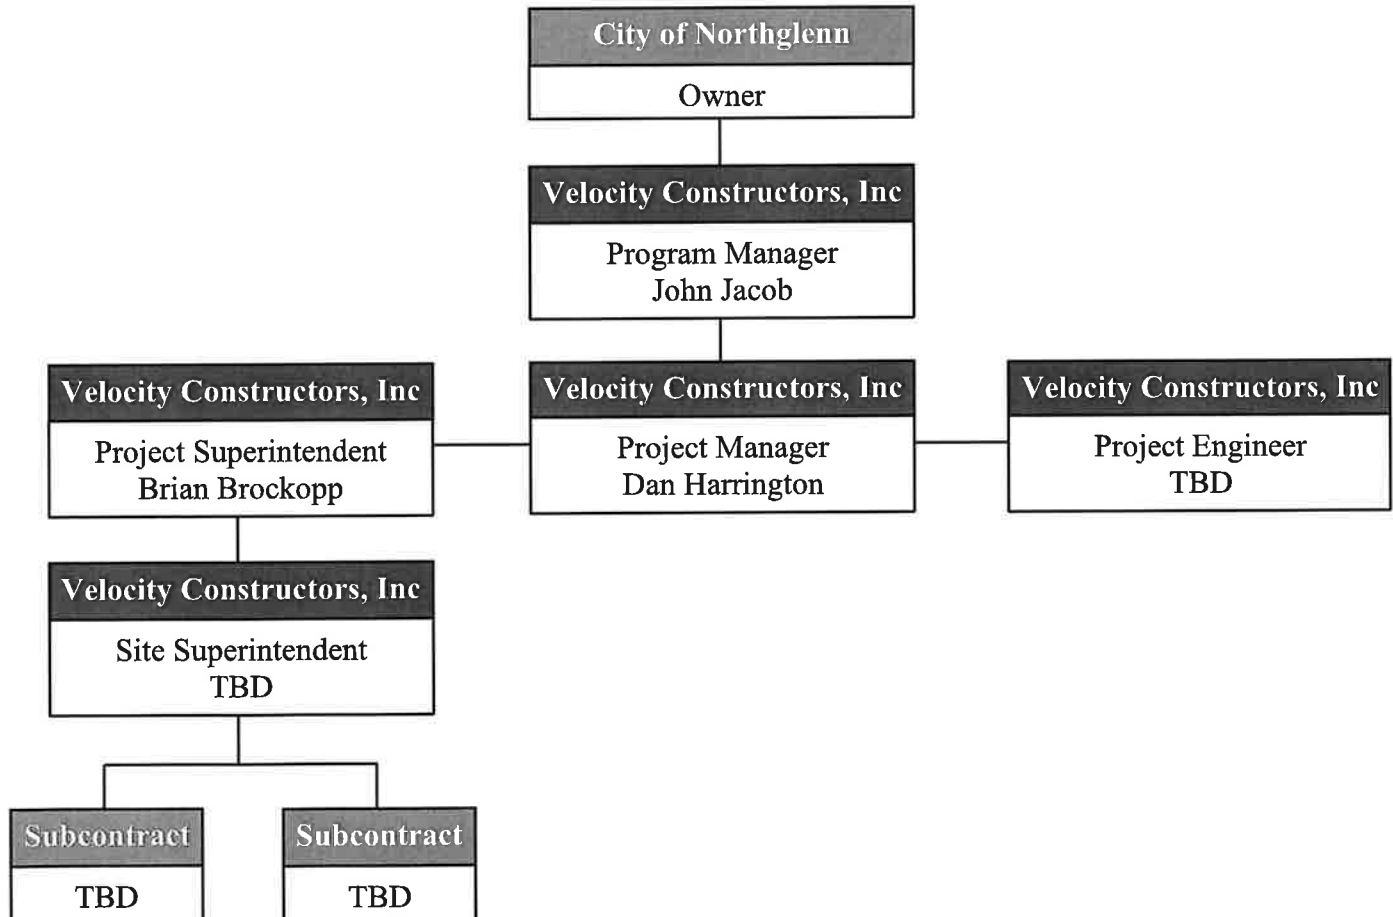 City of Northglenn
Owner
Velocity Constructors, Inc
Program Manager
John Jacob
Velocity Constructors, Inc
Project Superintendent
Brian Brockopp
Velocity Constructors, Inc
Project Manager
Dan Harrington
Velocity Constructors, Inc
Project Engineer
TBD
Velocity Constructors, Inc
Site Superintendent
TBD
Subcontract
TBD
Subcontract
TBD